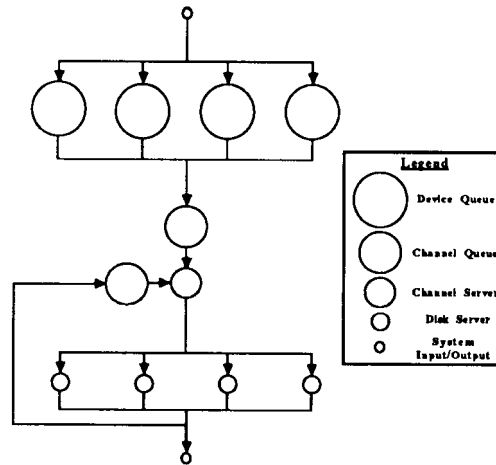 Legend
Device Queue
Channel Queue
Channel Server
Disk Server
System
Input/Output